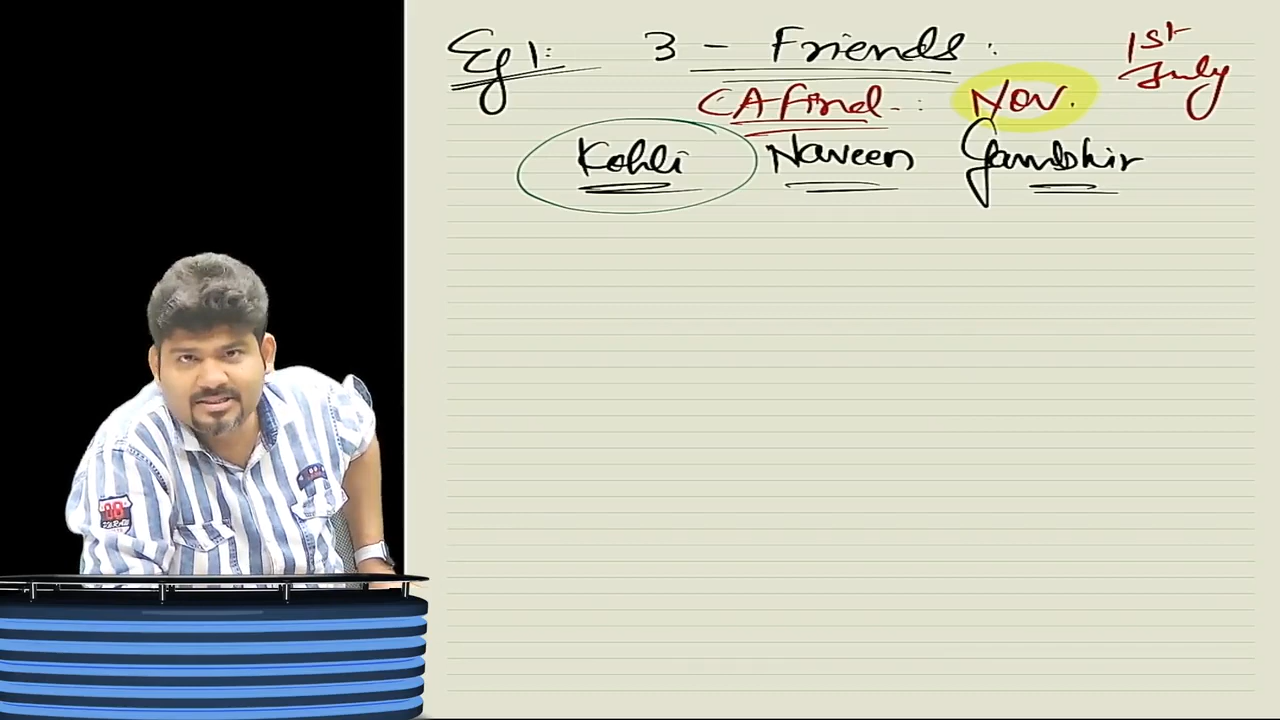 Eg 1: 3 - Friends : 1st July
CA Final - : Nov.
Kohli Naveen Gambhir